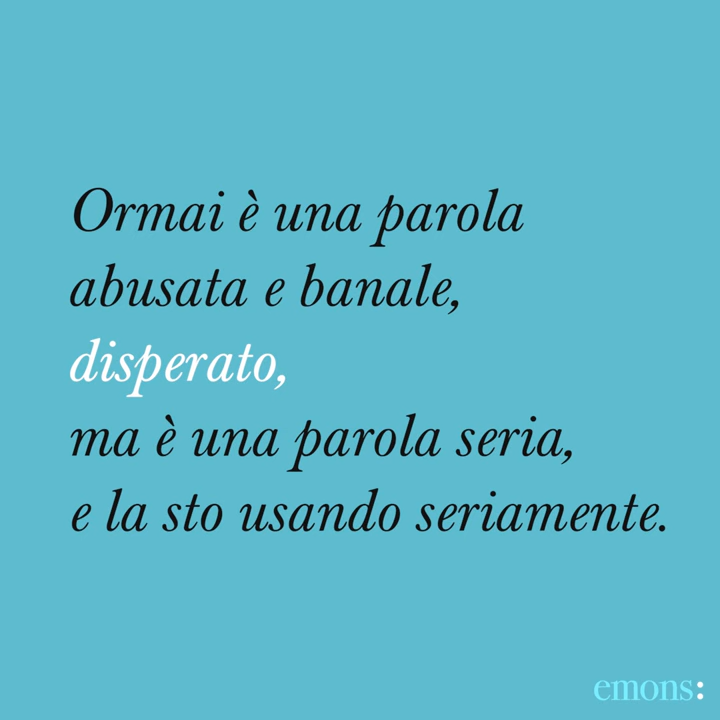 Ormai è una parola
abusata e banale,
disperato,
ma è una parola seria,
e la sto usando seriamente.
emons: